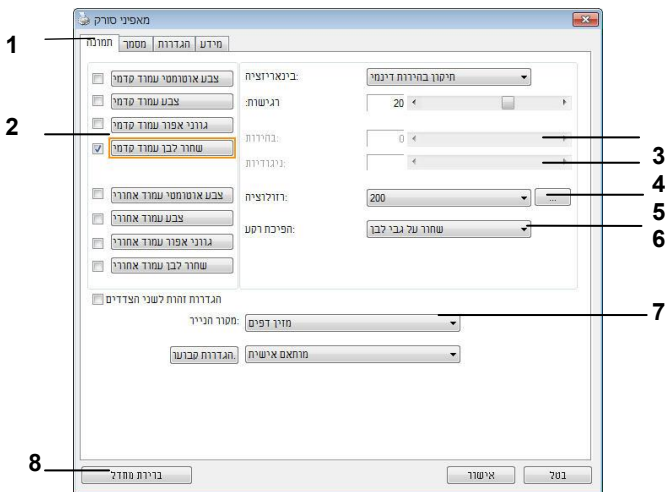 מאפיני סורק
תמונה מסמך הגדרות מידע
צבע אוטומטי עמוד קדמי
צבע עמוד קדמי
גווני אפור עמוד קדמי
שחור לבן עמוד קדמי
צבע אוטומטי עמוד אחורי
צבע עמוד אחורי
גווני אפור עמוד אחורי
שחור לבן עמוד אחורי
בינאריזציה: תיקון בהירות דינמי
רגישות: 20
בהירות: 0
ניגודיות:
רזולוציה: 200 ...
הפיכת רקע: שחור על גבי לבן
הגדרות זהות לשני הצדדים
מקור הנייר: מזין דפים
הגדרות קבועו. מותאם אישית
ברירת מחדל אישור בטל
1
2
3
4
5
6
7
8